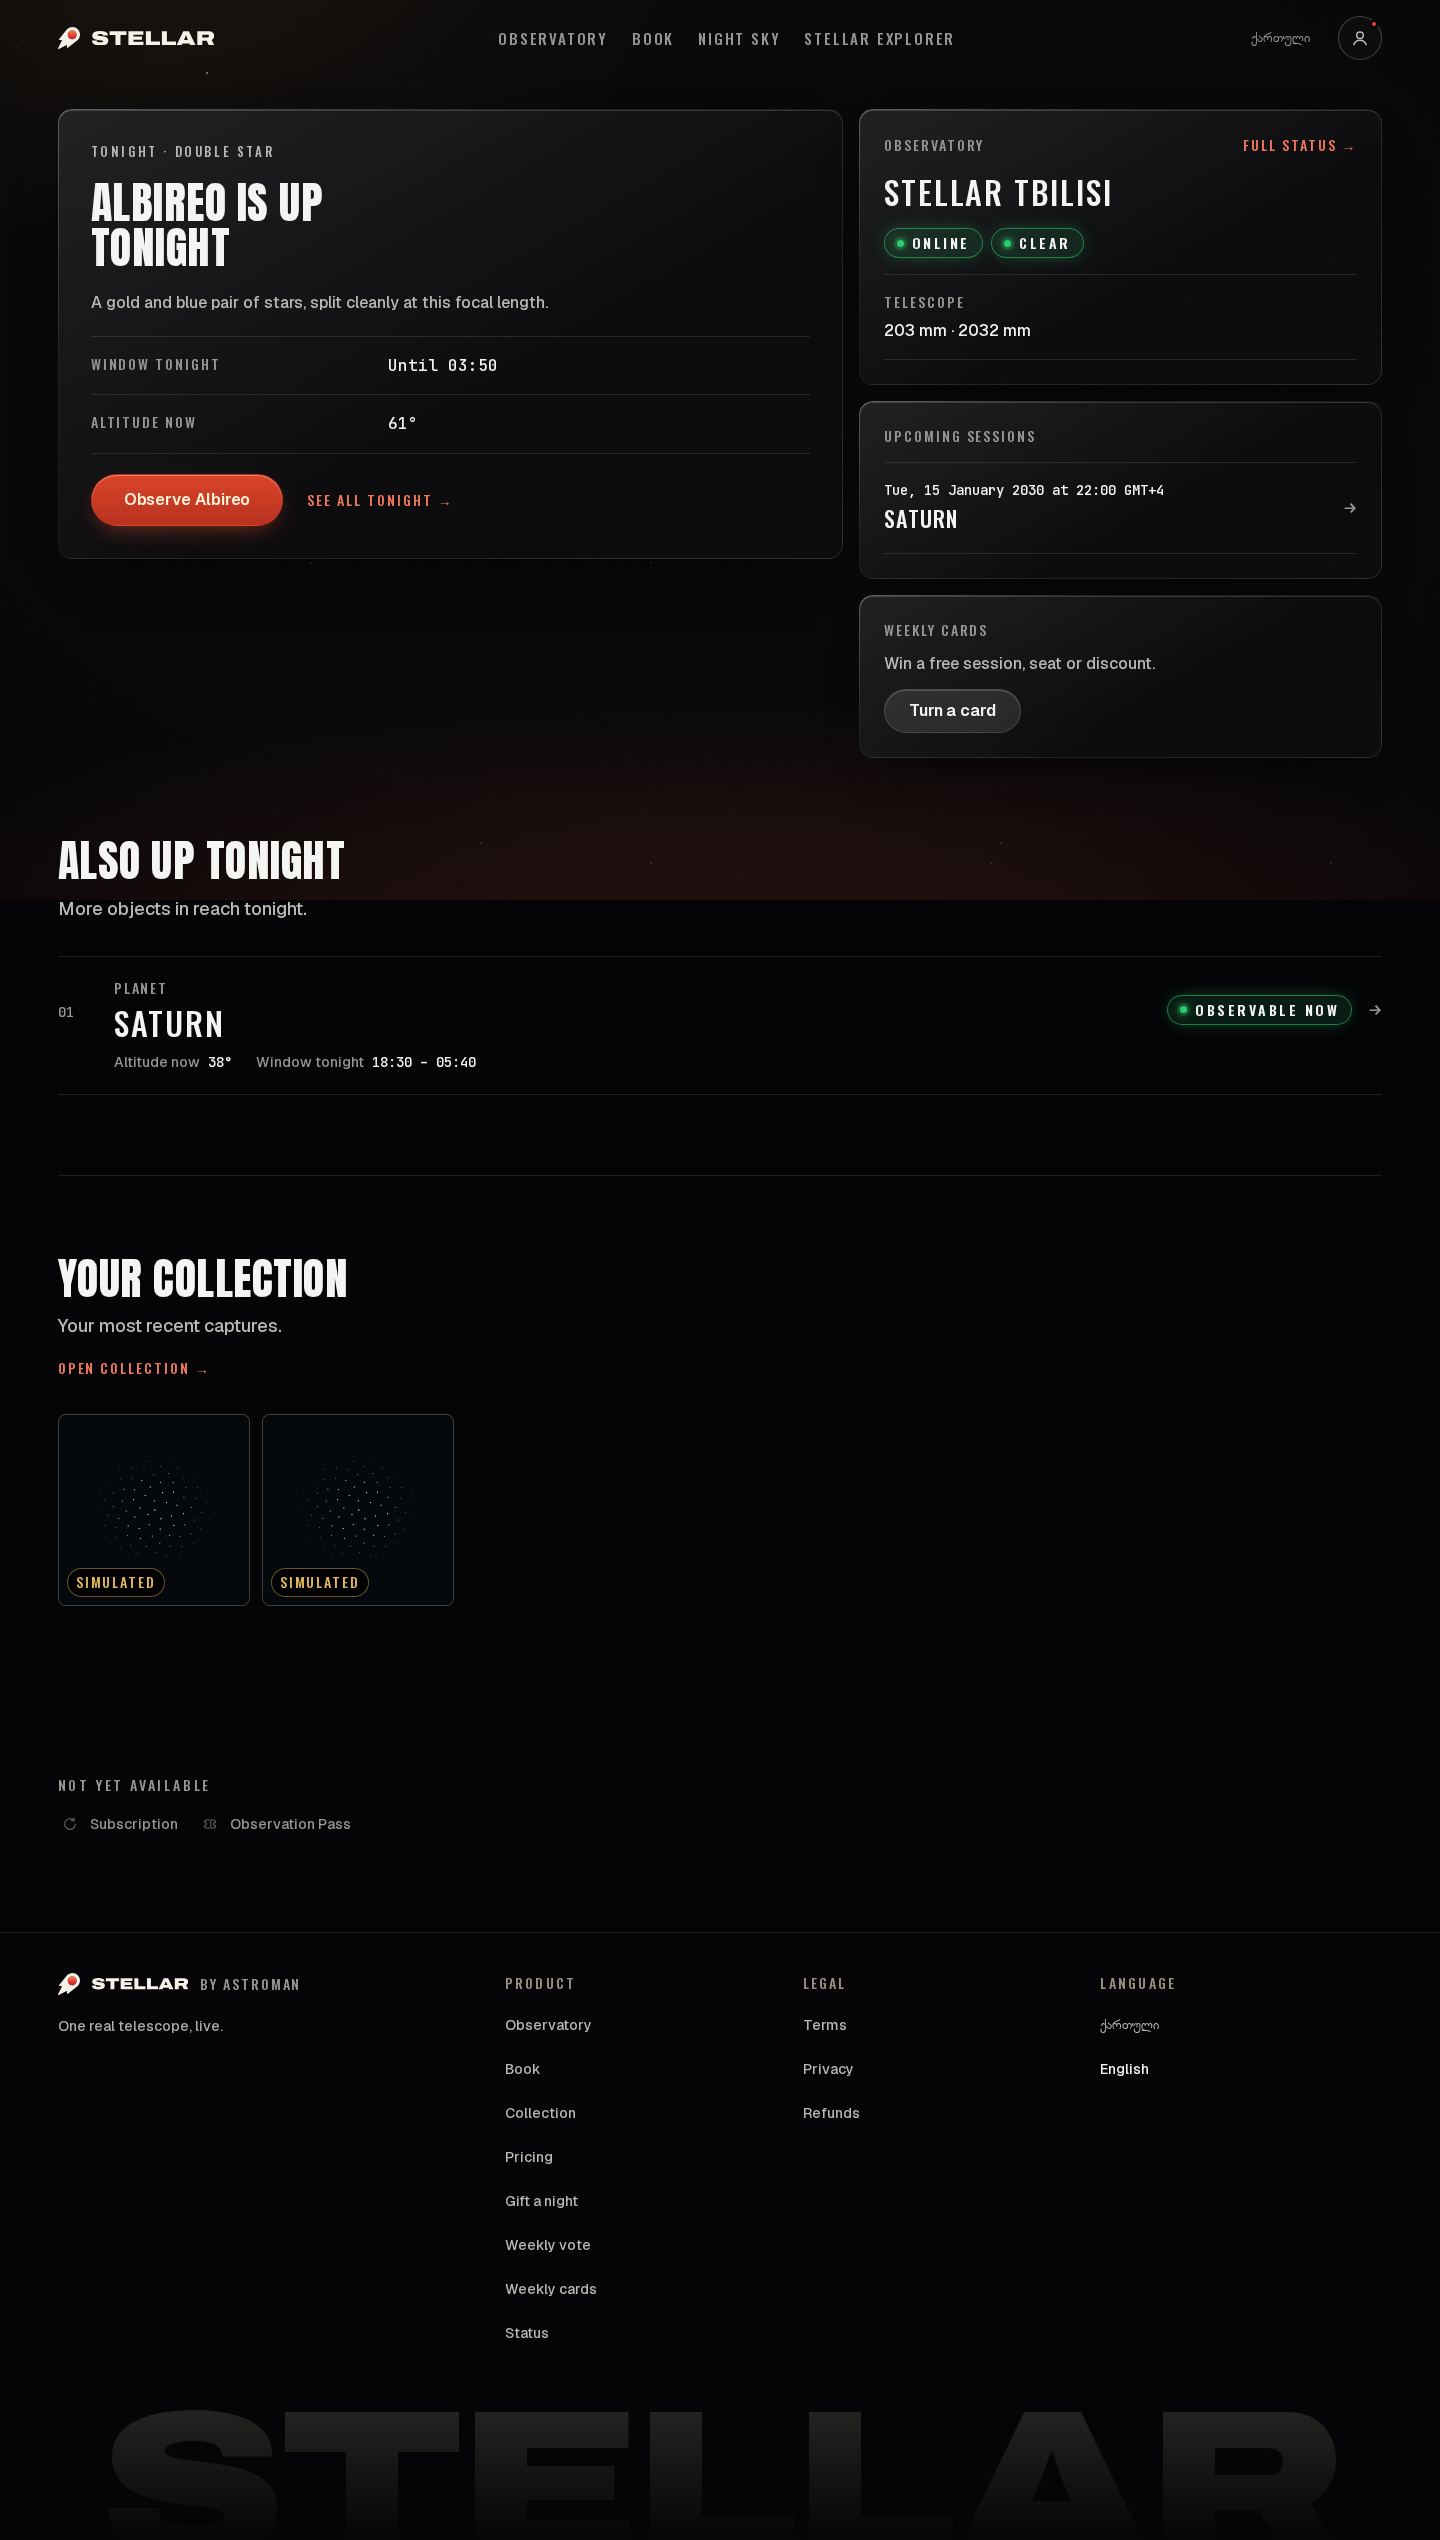 STELLAR
OBSERVATORY
BOOK
NIGHT SKY
STELLAR EXPLORER
ქართული
TONIGHT · DOUBLE STAR
ALBIREO IS UP
TONIGHT
A gold and blue pair of stars, split cleanly at this focal length.
WINDOW TONIGHT
Until 03:50
ALTITUDE NOW
61°
Observe Albireo
SEE ALL TONIGHT →
OBSERVATORY
FULL STATUS →
STELLAR TBILISI
ONLINE
CLEAR
TELESCOPE
203 mm · 2032 mm
UPCOMING SESSIONS
Tue, 15 January 2030 at 22:00 GMT+4
SATURN
WEEKLY CARDS
Win a free session, seat or discount.
Turn a card
ALSO UP TONIGHT
More objects in reach tonight.
01
PLANET
SATURN
Altitude now 38° Window tonight 18:30 – 05:40
OBSERVABLE NOW
YOUR COLLECTION
Your most recent captures.
OPEN COLLECTION →
SIMULATED
SIMULATED
NOT YET AVAILABLE
Subscription
Observation Pass
STELLAR BY ASTROMAN
One real telescope, live.
PRODUCT
Observatory
Book
Collection
Pricing
Gift a night
Weekly vote
Weekly cards
Status
LEGAL
Terms
Privacy
Refunds
LANGUAGE
ქართული
English
STELLAR